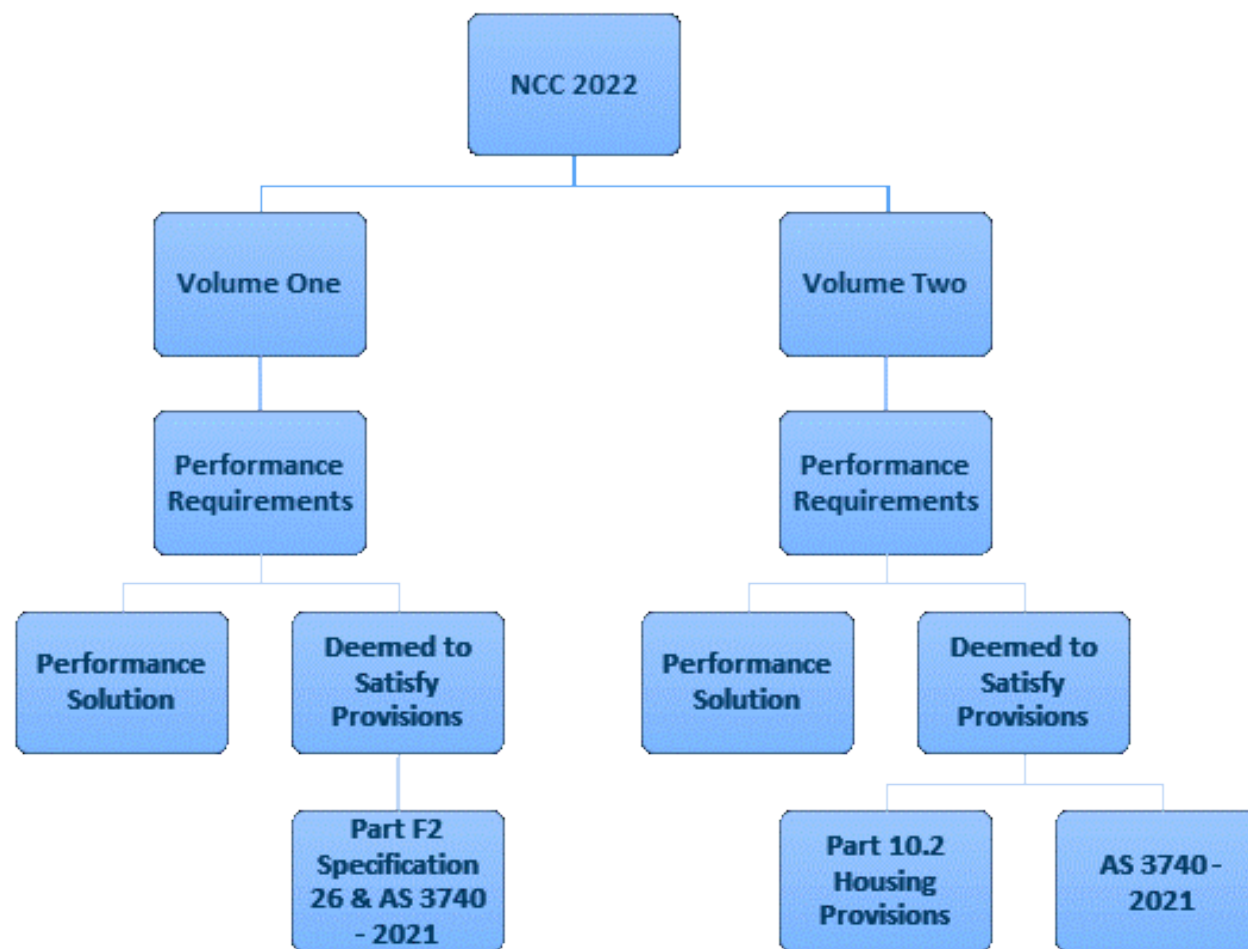 NCC 2022
Volume One
Volume Two
Performance
Requirements
Performance
Requirements
Performance
Solution
Deemed to
Satisfy
Provisions
Performance
Solution
Deemed to
Satisfy
Provisions
Part F2
Specification
26 & AS 3740
- 2021
Part 10.2
Housing
Provisions
AS 3740 -
2021